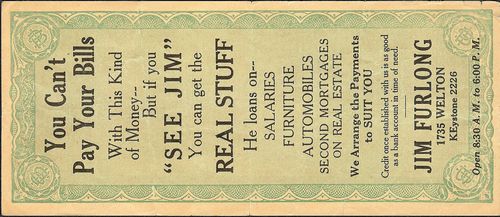 You Can't
Pay Your Bills
With This Kind
of Money--
But if you
"SEE JIM"
You can get the
REAL STUFF
He loans on--
SALARIES
FURNITURE
AUTOMOBILES
SECOND MORTGAGES
ON REAL ESTATE
We Arrange the Payments
to SUIT YOU
Credit once established with us is as good
as a bank account in time of need.
JIM FURLONG
1735 WELTON
KEystone 2226
Open 8:30 A.M. to 6:00 P.M.